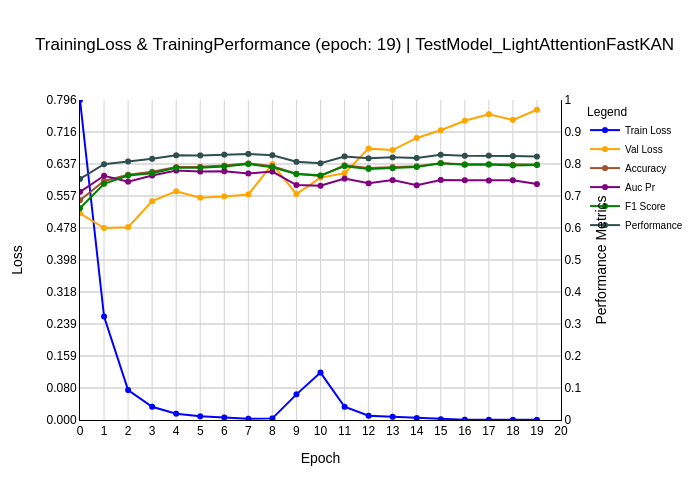 TrainingLoss & TrainingPerformance (epoch: 19) | TestModel_LightAttentionFastKAN
0.796
0.716
0.637
0.557
0.478
0.398
0.318
0.239
0.159
0.080
0.000
Loss
0 1 2 3 4 5 6 7 8 9 10 11 12 13 14 15 16 17 18 19 20
Epoch
1
0.9
0.8
0.7
0.6
0.5
0.4
0.3
0.2
0.1
0
Performance Metrics
Legend
Train Loss
Val Loss
Accuracy
Auc Pr
F1 Score
Performance